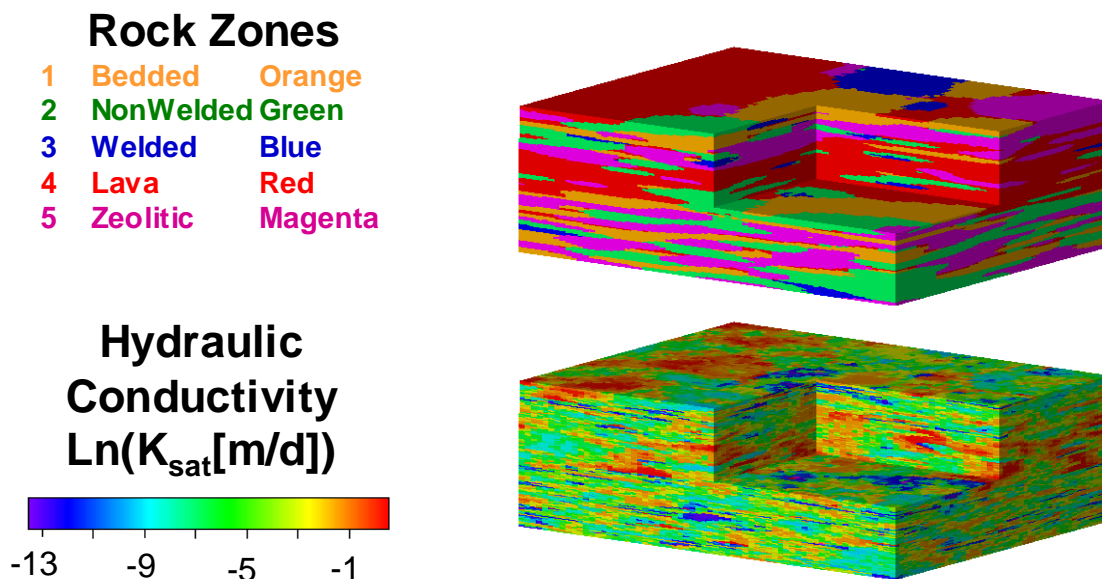 Rock Zones
1 Bedded Orange
2 NonWelded Green
3 Welded Blue
4 Lava Red
5 Zeolitic Magenta
Hydraulic
Conductivity
Ln(Ksat[m/d])
-13 -9 -5 -1